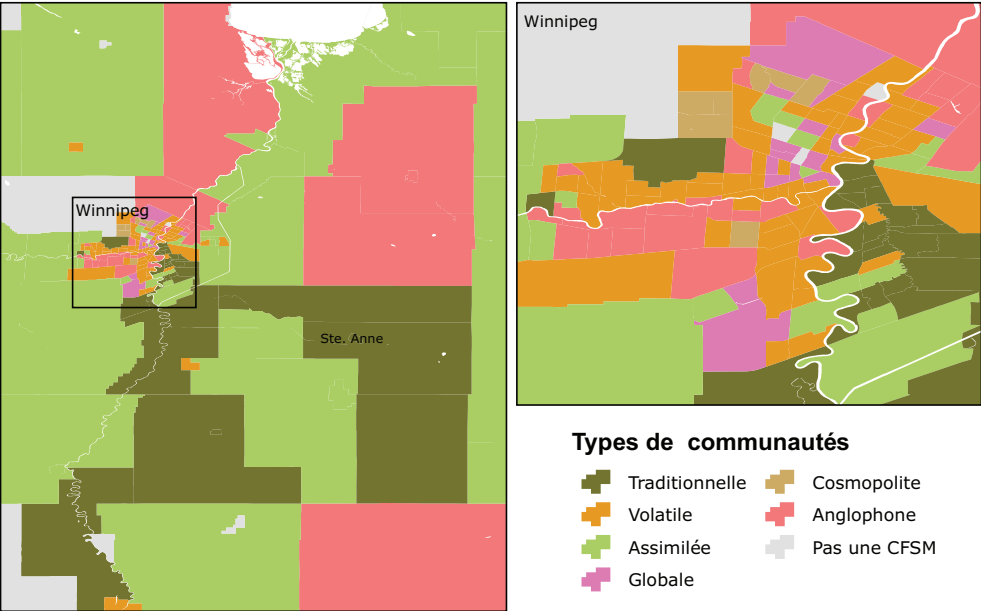 Winnipeg
Ste. Anne
Winnipeg
Types de communautés
Traditionnelle
Cosmopolite
Volatile
Anglophone
Assimilée
Pas une CFSM
Globale